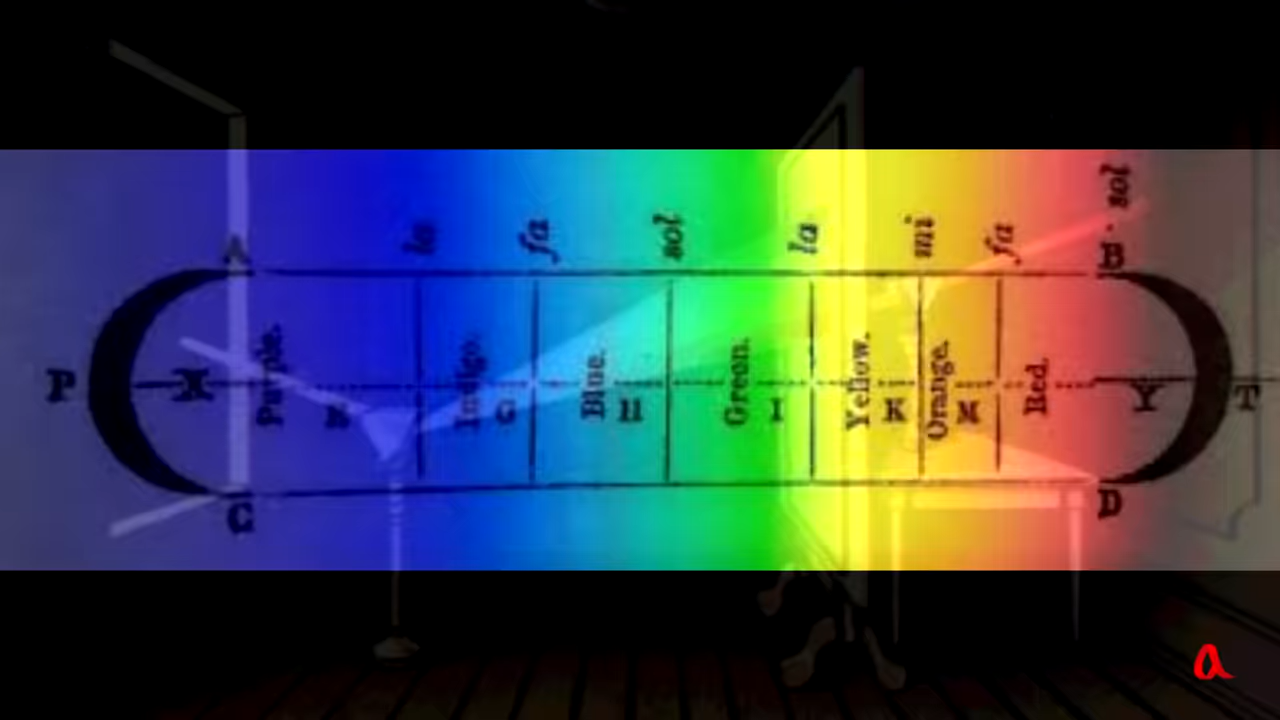 la fa sol la mi fa sol
A B
Purple. Indigo. Blue. Green. Yellow. Orange. Red.
P X G H I K M Y T
C D
a